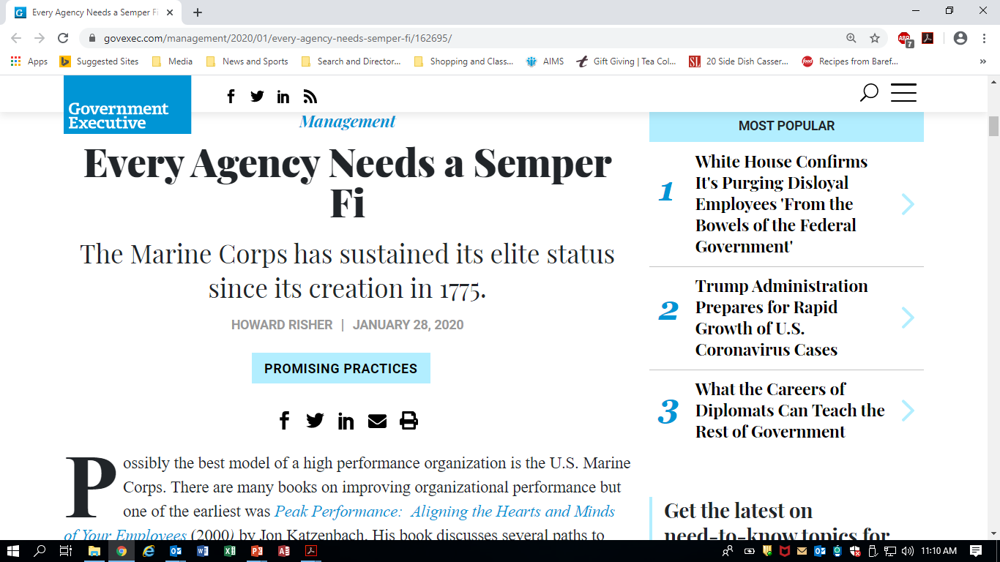 Every Agency Needs a Semper Fi
govexec.com/management/2020/01/every-agency-needs-semper-fi/162695/
ABP
7
Apps
Suggested Sites
Media
News and Sports
Search and Director...
Shopping and Class...
AIMS
Gift Giving | Tea Col...
20 Side Dish Casser...
Recipes from Baref...
»
Government
Executive
Management
Every Agency Needs a Semper
Fi
The Marine Corps has sustained its elite status
since its creation in 1775.
HOWARD RISHER | JANUARY 28, 2020
PROMISING PRACTICES
Possibly the best model of a high performance organization is the U.S. Marine
Corps. There are many books on improving organizational performance but
one of the earliest was Peak Performance: Aligning the Hearts and Minds
of Your Employees (2000) by Jon Katzenbach. His book discusses several paths to
MOST POPULAR
1
White House Confirms
It's Purging Disloyal
Employees 'From the
Bowels of the Federal
Government'
2
Trump Administration
Prepares for Rapid
Growth of U.S.
Coronavirus Cases
3
What the Careers of
Diplomats Can Teach the
Rest of Government
Get the latest on
need-to-know topics for
11:10 AM